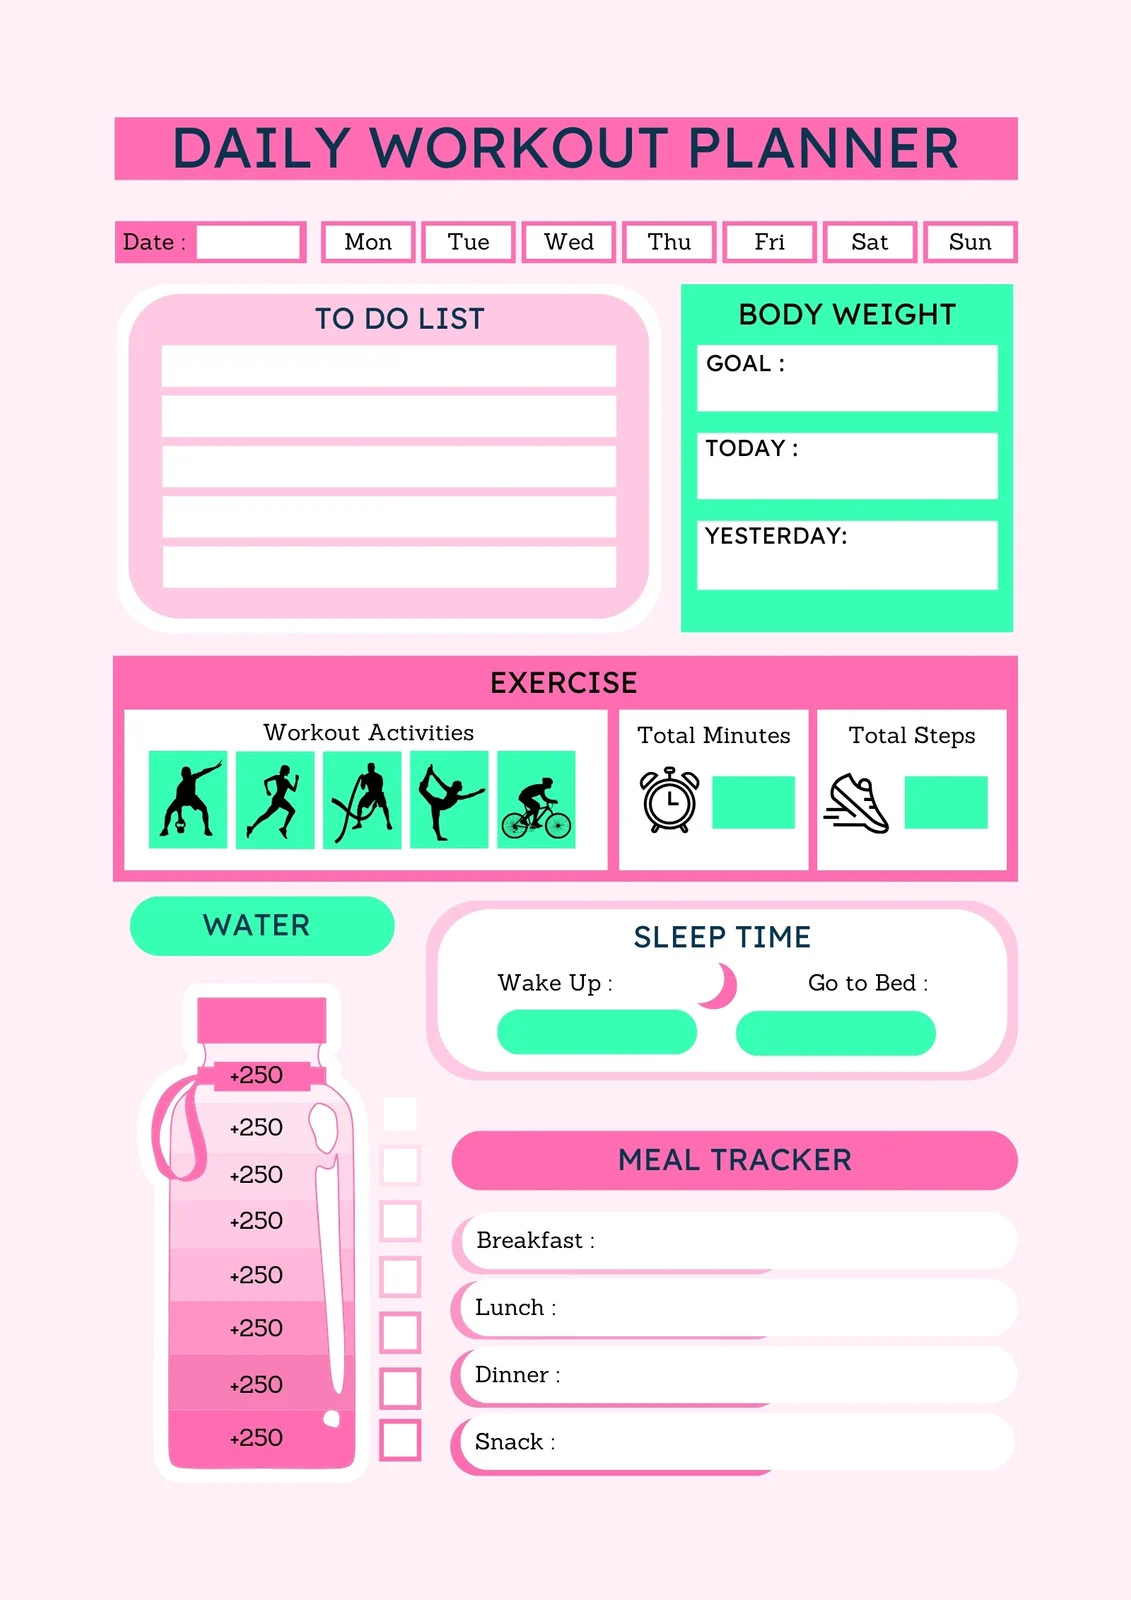 DAILY WORKOUT PLANNER
Date : Mon Tue Wed Thu Fri Sat Sun
TO DO LIST
BODY WEIGHT
GOAL :
TODAY :
YESTERDAY:
EXERCISE
Workout Activities
Total Minutes
Total Steps
WATER
+250
+250
+250
+250
+250
+250
+250
+250
SLEEP TIME
Wake Up :
Go to Bed :
MEAL TRACKER
Breakfast :
Lunch :
Dinner :
Snack :